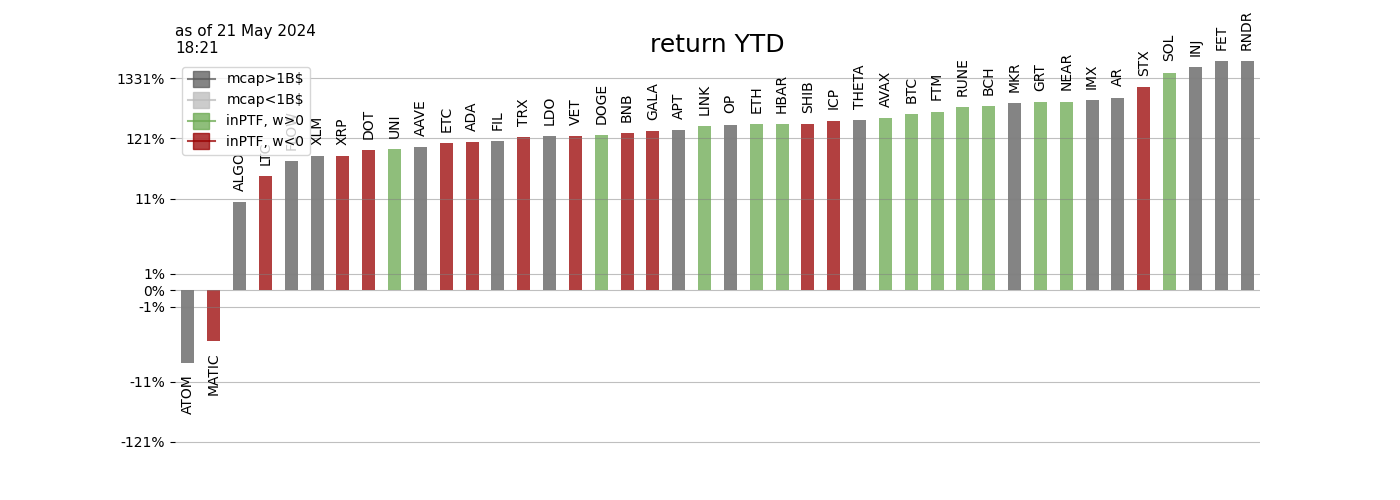 as of 21 May 2024
18:21
return YTD
mcap>1B$
mcap<1B$
inPTF, w>0
inPTF, w<0
1331%
121%
11%
1%
0%
-1%
-11%
-121%
ATOM
MATIC
ALGO
LTC
XLM
XRP
DOT
UNI
AAVE
ETC
ADA
FIL
TRX
LDO
VET
DOGE
BNB
GALA
APT
LINK
OP
ETH
HBAR
SHIB
ICP
THETA
AVAX
BTC
FTM
RUNE
BCH
MKR
GRT
NEAR
IMX
AR
STX
SOL
INJ
FET
RNDR